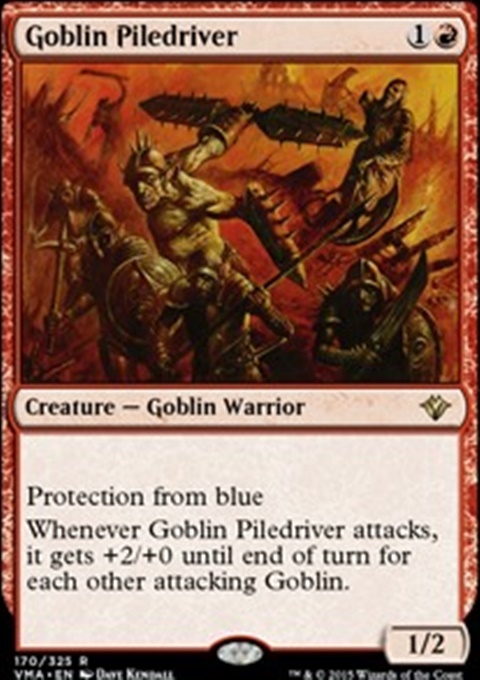 Goblin Piledriver 1
Creature — Goblin Warrior
Protection from blue
Whenever Goblin Piledriver attacks,
it gets +2/+0 until end of turn for
each other attacking Goblin.
1/2
170/325 R
VMA • EN Dave Kendall ™ & © 2015 Wizards of the Coast